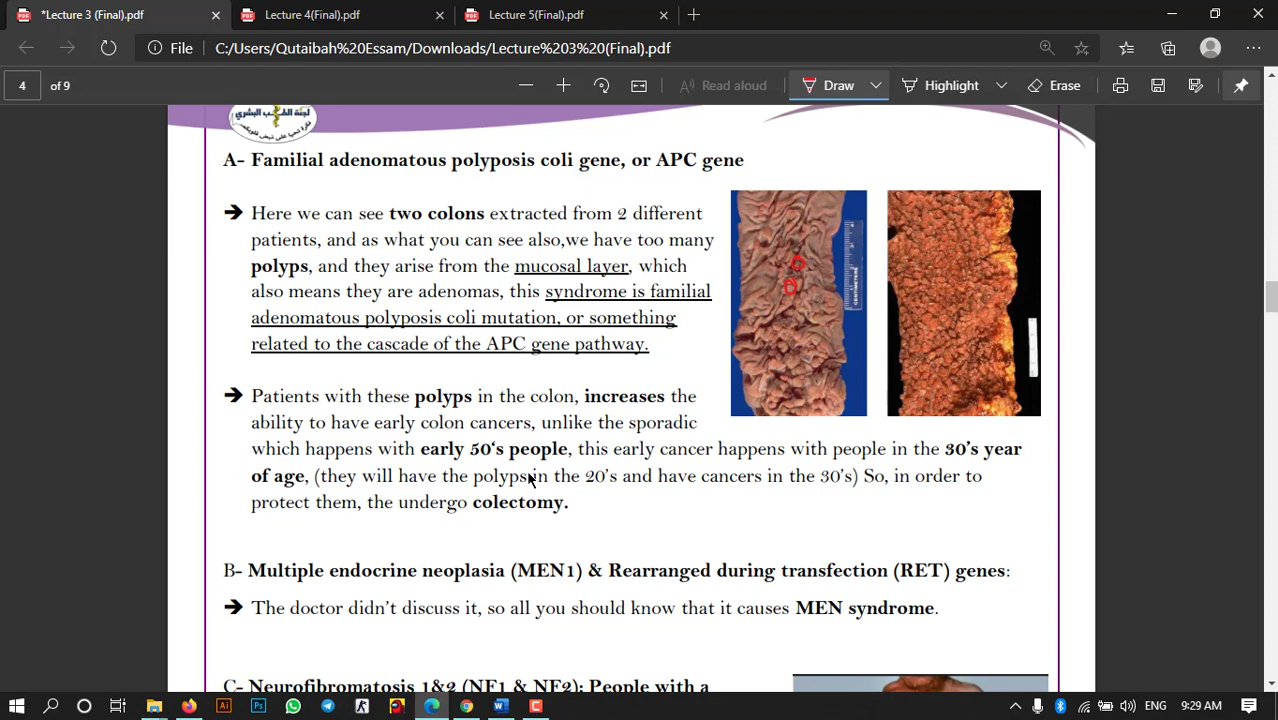 *Lecture 3 (Final).pdf
Lecture 4(Final).pdf
Lecture 5(Final).pdf
File
C:/Users/Qutaibah%20Essam/Downloads/Lecture%203%20(Final).pdf
4
of 9
Read aloud
Draw
Highlight
Erase
لجنة الطب البشري
A- Familial adenomatous polyposis coli gene, or APC gene
➔ Here we can see two colons extracted from 2 different
patients, and as what you can see also,we have too many
polyps, and they arise from the mucosal layer, which
also means they are adenomas, this syndrome is familial
adenomatous polyposis coli mutation, or something
related to the cascade of the APC gene pathway.
CENTIMETERS
➔ Patients with these polyps in the colon, increases the
ability to have early colon cancers, unlike the sporadic
which happens with early 50‘s people, this early cancer happens with people in the 30’s year
of age, (they will have the polyps in the 20’s and have cancers in the 30’s) So, in order to
protect them, the undergo colectomy.
B- Multiple endocrine neoplasia (MEN1) & Rearranged during transfection (RET) genes:
➔ The doctor didn’t discuss it, so all you should know that it causes MEN syndrome.
C- Neurofibromatosis 1&2 (NF1 & NF2): People with a
ENG
9:29 AM